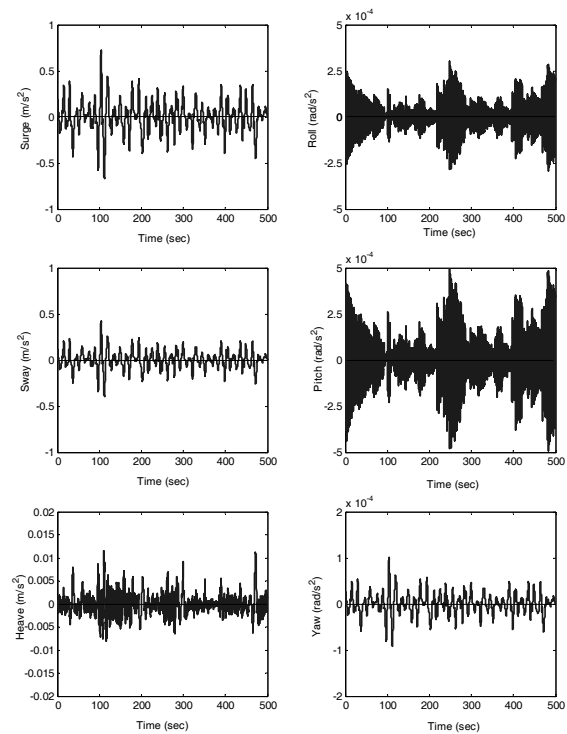 1
0.5
0
-0.5
-1
Surge (m/s²)
0 100 200 300 400 500
Time (sec)
x 10⁻⁴
5
2.5
0
-2.5
-5
Roll (rad/s²)
0 100 200 300 400 500
Time (sec)
1
0.5
0
-0.5
-1
Sway (m/s²)
0 100 200 300 400 500
Time (sec)
x 10⁻⁴
5
2.5
0
-2.5
-5
Pitch (rad/s²)
0 100 200 300 400 500
Time (sec)
0.02
0.015
0.01
0.005
0
-0.005
-0.01
-0.015
-0.02
Heave (m/s²)
0 100 200 300 400 500
Time (sec)
x 10⁻⁴
2
1
0
-1
-2
Yaw (rad/s²)
0 100 200 300 400 500
Time (sec)